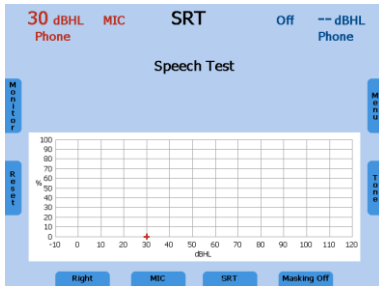 30 dBHL MIC SRT Off -- dBHL
Phone Phone
Speech Test
Monitor
Menu
Reset
Tone
100
90
80
70
60
%
50
40
30
20
10
0
-10 0 10 20 30 40 50 60 70 80 90 100 110 120
dBHL
Right MIC SRT Masking Off